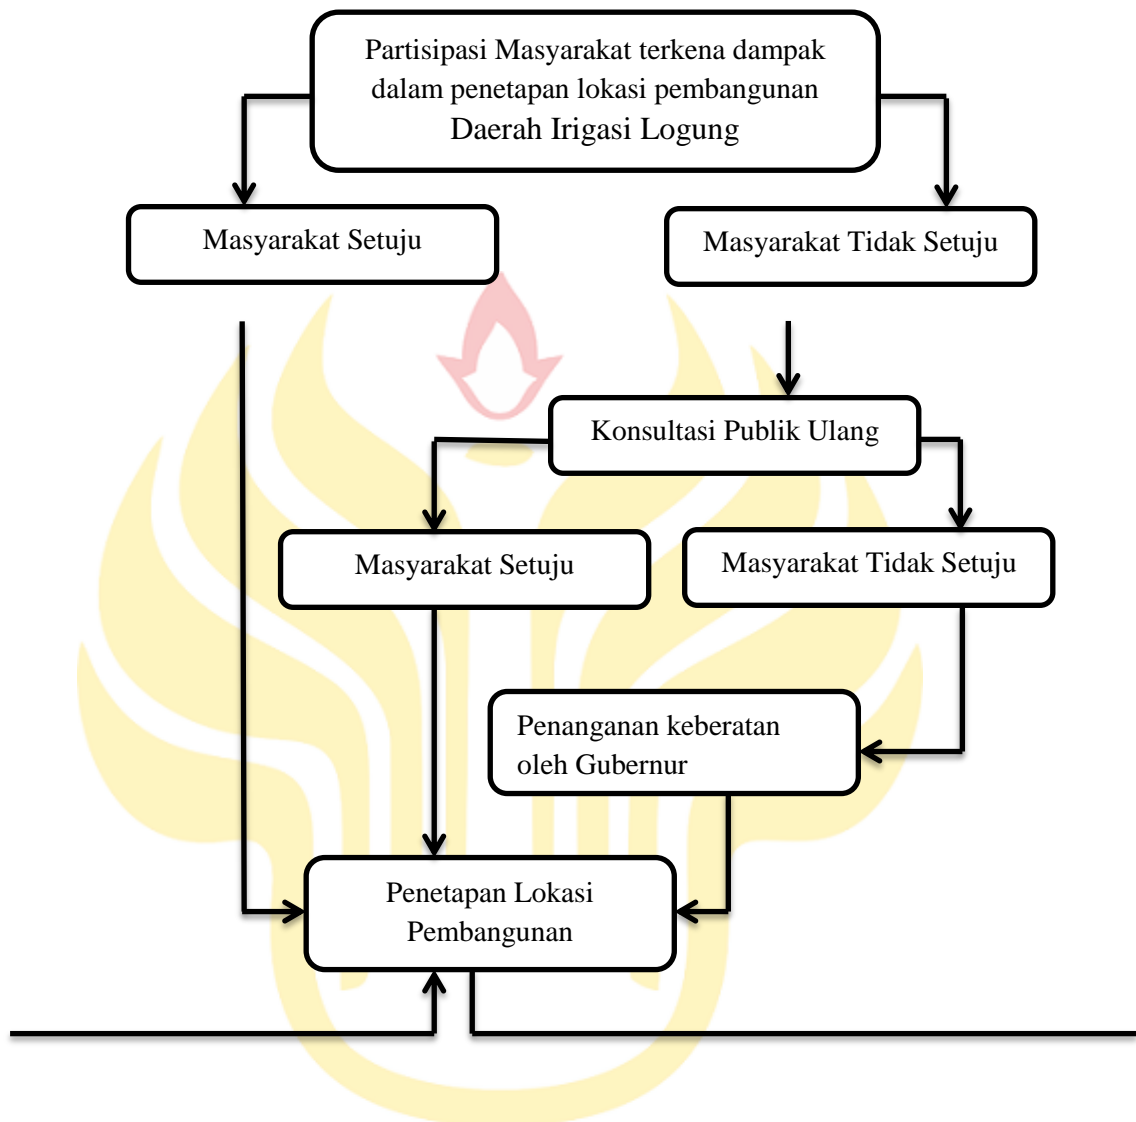 Partisipasi Masyarakat terkena dampak
dalam penetapan lokasi pembangunan
Daerah Irigasi Logung
Masyarakat Setuju
Masyarakat Tidak Setuju
Konsultasi Publik Ulang
Masyarakat Setuju
Masyarakat Tidak Setuju
Penanganan keberatan
oleh Gubernur
Penetapan Lokasi
Pembangunan